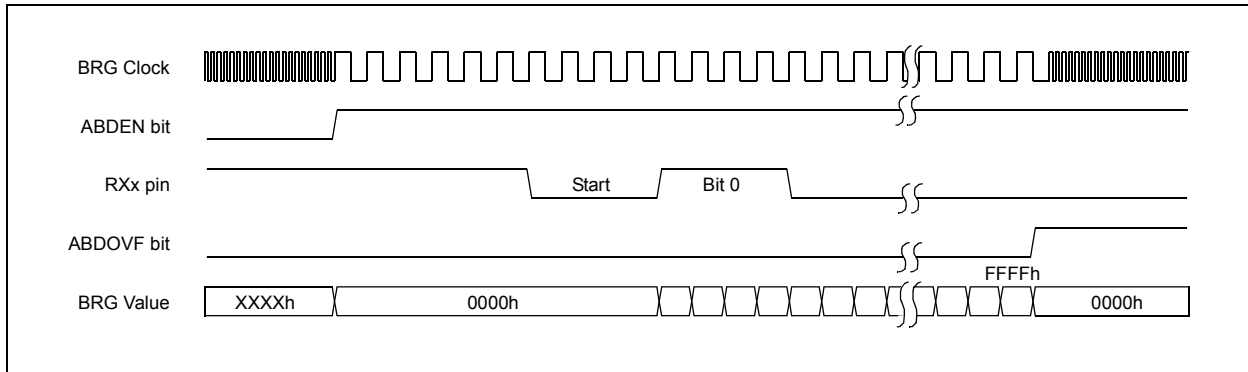 BRG Clock
ABDEN bit
RXx pin
Start
Bit 0
ABDOVF bit
FFFFh
BRG Value
XXXXh
0000h
0000h